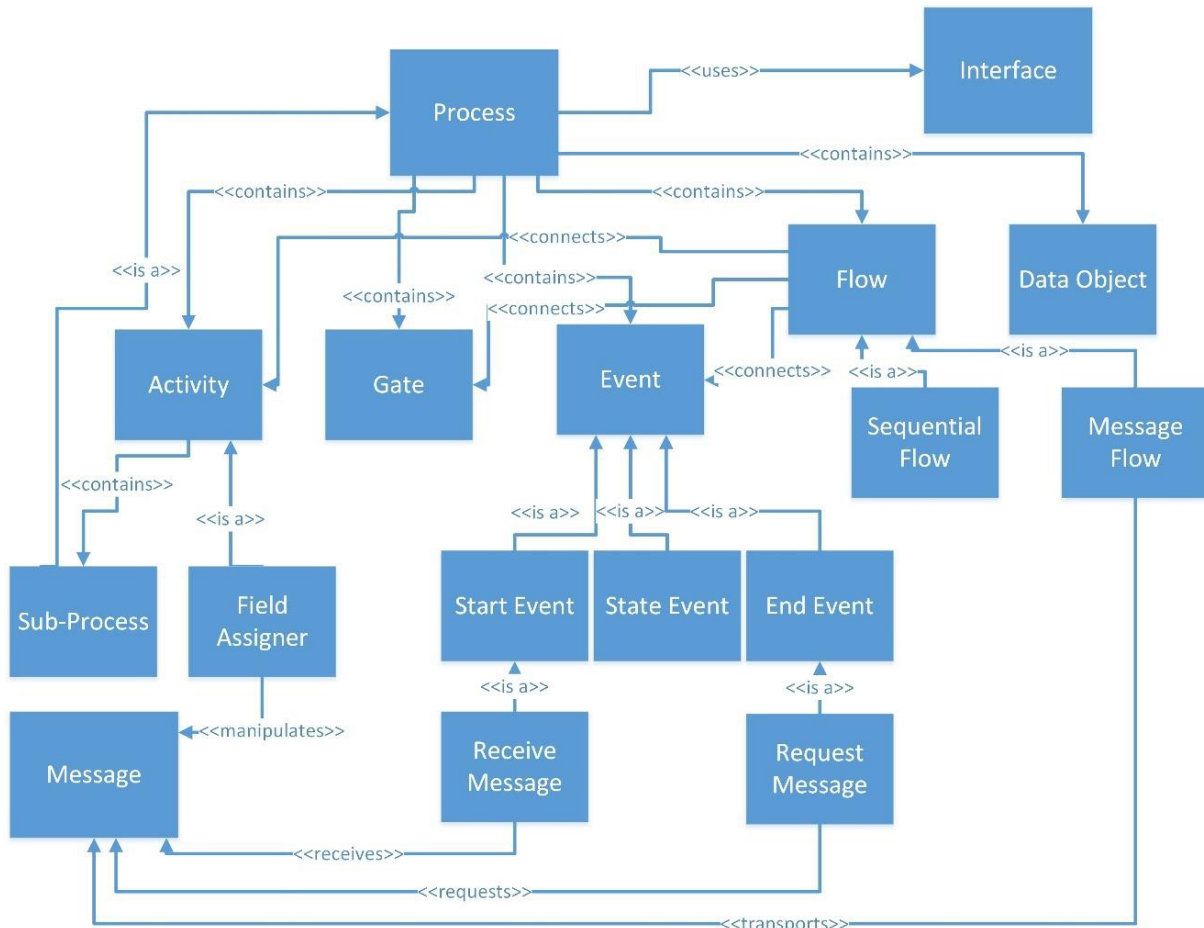 Interface
<<uses>>
Process
<<contains>>
<<contains>>
<<contains>>
<<connects>>
<<is a>>
<<contains>>
Flow
Data Object
<<contains>>
<<connects>>
<<is a>>
Activity
Gate
Event
<<connects>>
<<is a>>
Sequential
Flow
Message
Flow
<<contains>>
<<is a>>
<<is a>>
<<is a>>
<<is a>>
Sub-Process
Field
Assigner
Start Event
State Event
End Event
<<is a>>
<<is a>>
<<manipulates>>
Message
Receive
Message
Request
Message
<<receives>>
<<requests>>
<<transports>>